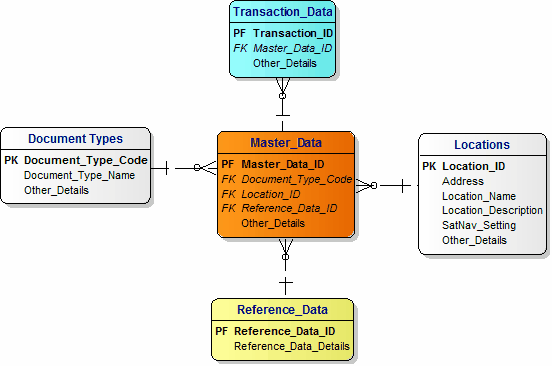 Transaction_Data
PF Transaction_ID
FK Master_Data_ID
Other_Details
Document Types
PK Document_Type_Code
Document_Type_Name
Other_Details
Master_Data
PF Master_Data_ID
FK Document_Type_Code
FK Location_ID
FK Reference_Data_ID
Other_Details
Locations
PK Location_ID
Address
Location_Name
Location_Description
SatNav_Setting
Other_Details
Reference_Data
PF Reference_Data_ID
Reference_Data_Details